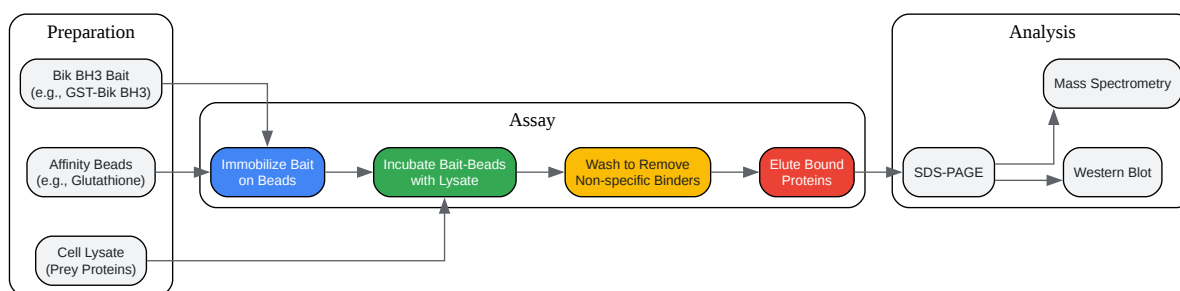 Preparation
Bik BH3 Bait
(e.g., GST-Bik BH3)
Affinity Beads
(e.g., Glutathione)
Cell Lysate
(Prey Proteins)
Assay
Immobilize Bait
on Beads
Incubate Bait-Beads
with Lysate
Wash to Remove
Non-specific Binders
Elute Bound
Proteins
Analysis
SDS-PAGE
Mass Spectrometry
Western Blot